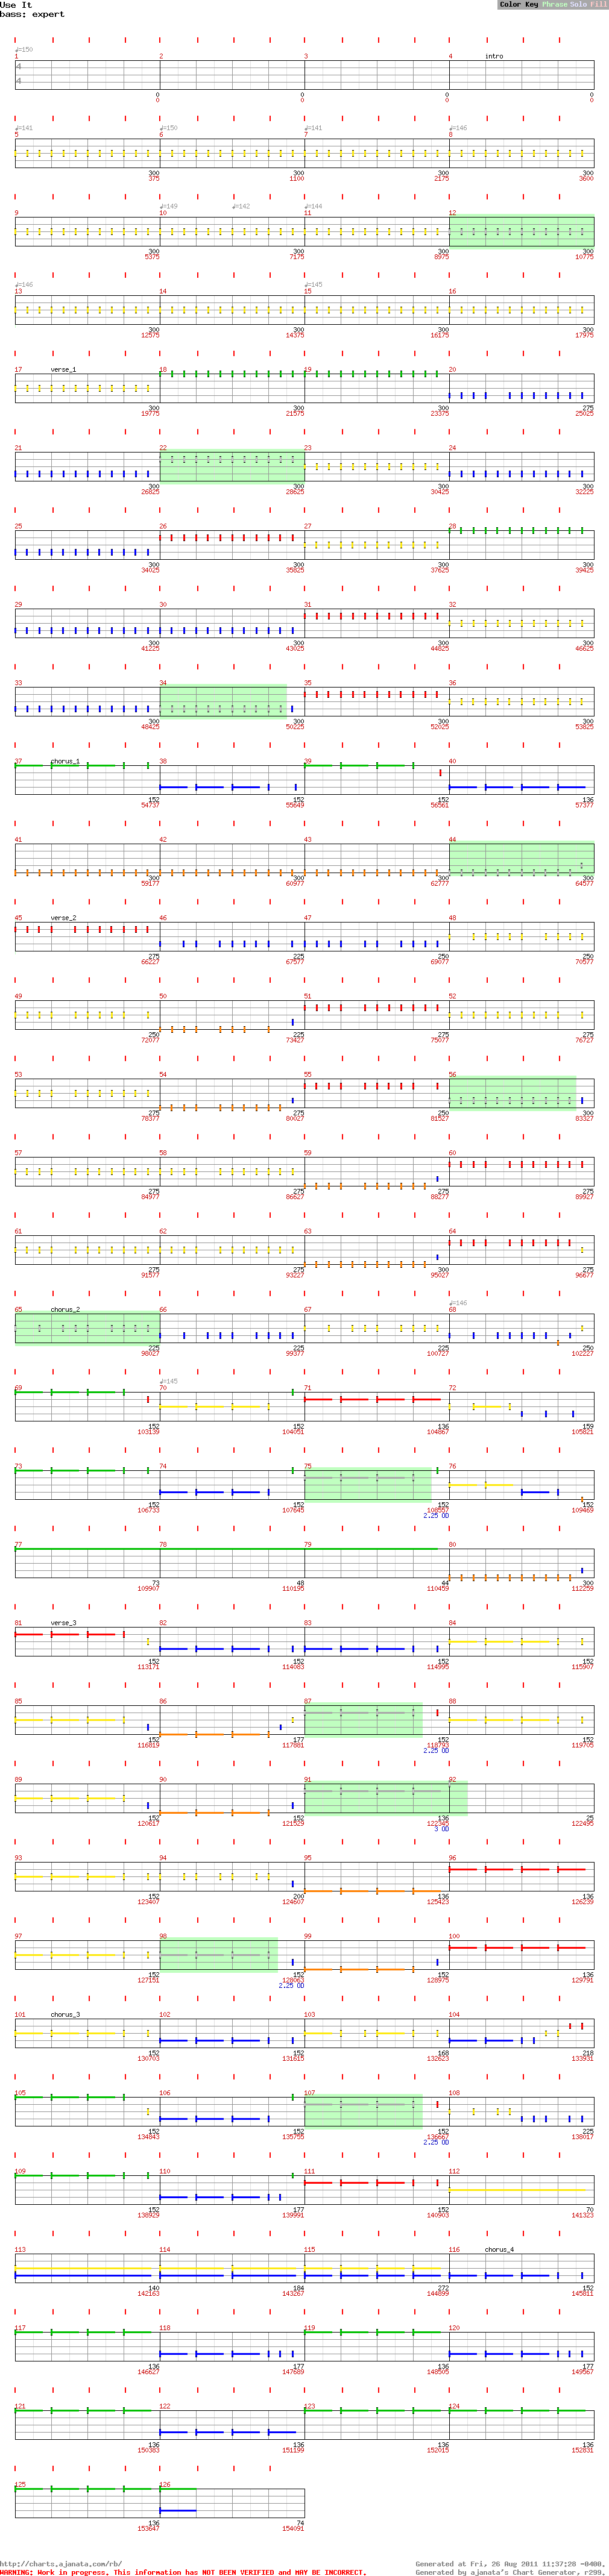 Use It
bass: expert
Color Key Phrase Solo Fill
♩=150
1 2 3 4 intro
4
4
0 0 0 0
0 0 0 0
♩=141 ♩=150 ♩=141 ♩=146
5 6 7 8
300 300 300 300
375 1100 2175 3600
♩=149 ♩=142 ♩=144
9 10 11 12
300 300 300 300
5375 7175 8975 10775
♩=146 ♩=145
13 14 15 16
300 300 300 300
12575 14375 16175 17975
17 verse_1 18 19 20
300 300 300 275
19775 21575 23375 25025
21 22 23 24
300 300 300 300
26825 28625 30425 32225
25 26 27 28
300 300 300 300
34025 35825 37625 39425
29 30 31 32
300 300 300 300
41225 43025 44825 46625
33 34 35 36
300 300 300 300
48425 50225 52025 53825
37 chorus_1 38 39 40
152 152 152 136
54737 55649 56561 57377
41 42 43 44
300 300 300 300
59177 60977 62777 64577
45 verse_2 46 47 48
275 225 250 250
66227 67577 69077 70577
49 50 51 52
250 225 275 275
72077 73427 75077 76727
53 54 55 56
275 275 250 300
78377 80027 81527 83327
57 58 59 60
275 275 275 275
84977 86627 88277 89927
61 62 63 64
275 275 300 275
91577 93227 95027 96677
♩=146
65 chorus_2 66 67 68
225 225 225 250
98027 99377 100727 102227
♩=145
69 70 71 72
152 152 136 159
103139 104051 104867 105821
73 74 75 76
152 152 152 152
106733 107645 108557 109469
2.25 OD
77 78 79 80
73 48 44 300
109907 110195 110459 112259
81 verse_3 82 83 84
152 152 152 152
113171 114083 114995 115907
85 86 87 88
152 177 152 152
116819 117881 118793 119705
2.25 OD
89 90 91 92
152 152 136 25
120617 121529 122345 122495
3 OD
93 94 95 96
152 200 136 136
123407 124607 125423 126239
97 98 99 100
152 152 152 136
127151 128063 128975 129791
2.25 OD
101 chorus_3 102 103 104
152 152 168 218
130703 131615 132623 133931
105 106 107 108
152 152 152 225
134843 135755 136667 138017
2.25 OD
109 110 111 112
152 177 152 70
138929 139991 140903 141323
113 114 115 116 chorus_4
140 184 272 152
142163 143267 144899 145811
117 118 119 120
136 177 136 177
146627 147689 148505 149567
121 122 123 124
136 136 136 136
150383 151199 152015 152831
125 126
136 74
153647 154091
http://charts.ajanata.com/rb/ Generated at Fri, 26 Aug 2011 11:37:28 -0400.
WARNING: Work in progress. This information has NOT BEEN VERIFIED and MAY BE INCORRECT. Generated by ajanata's Chart Generator, r299.